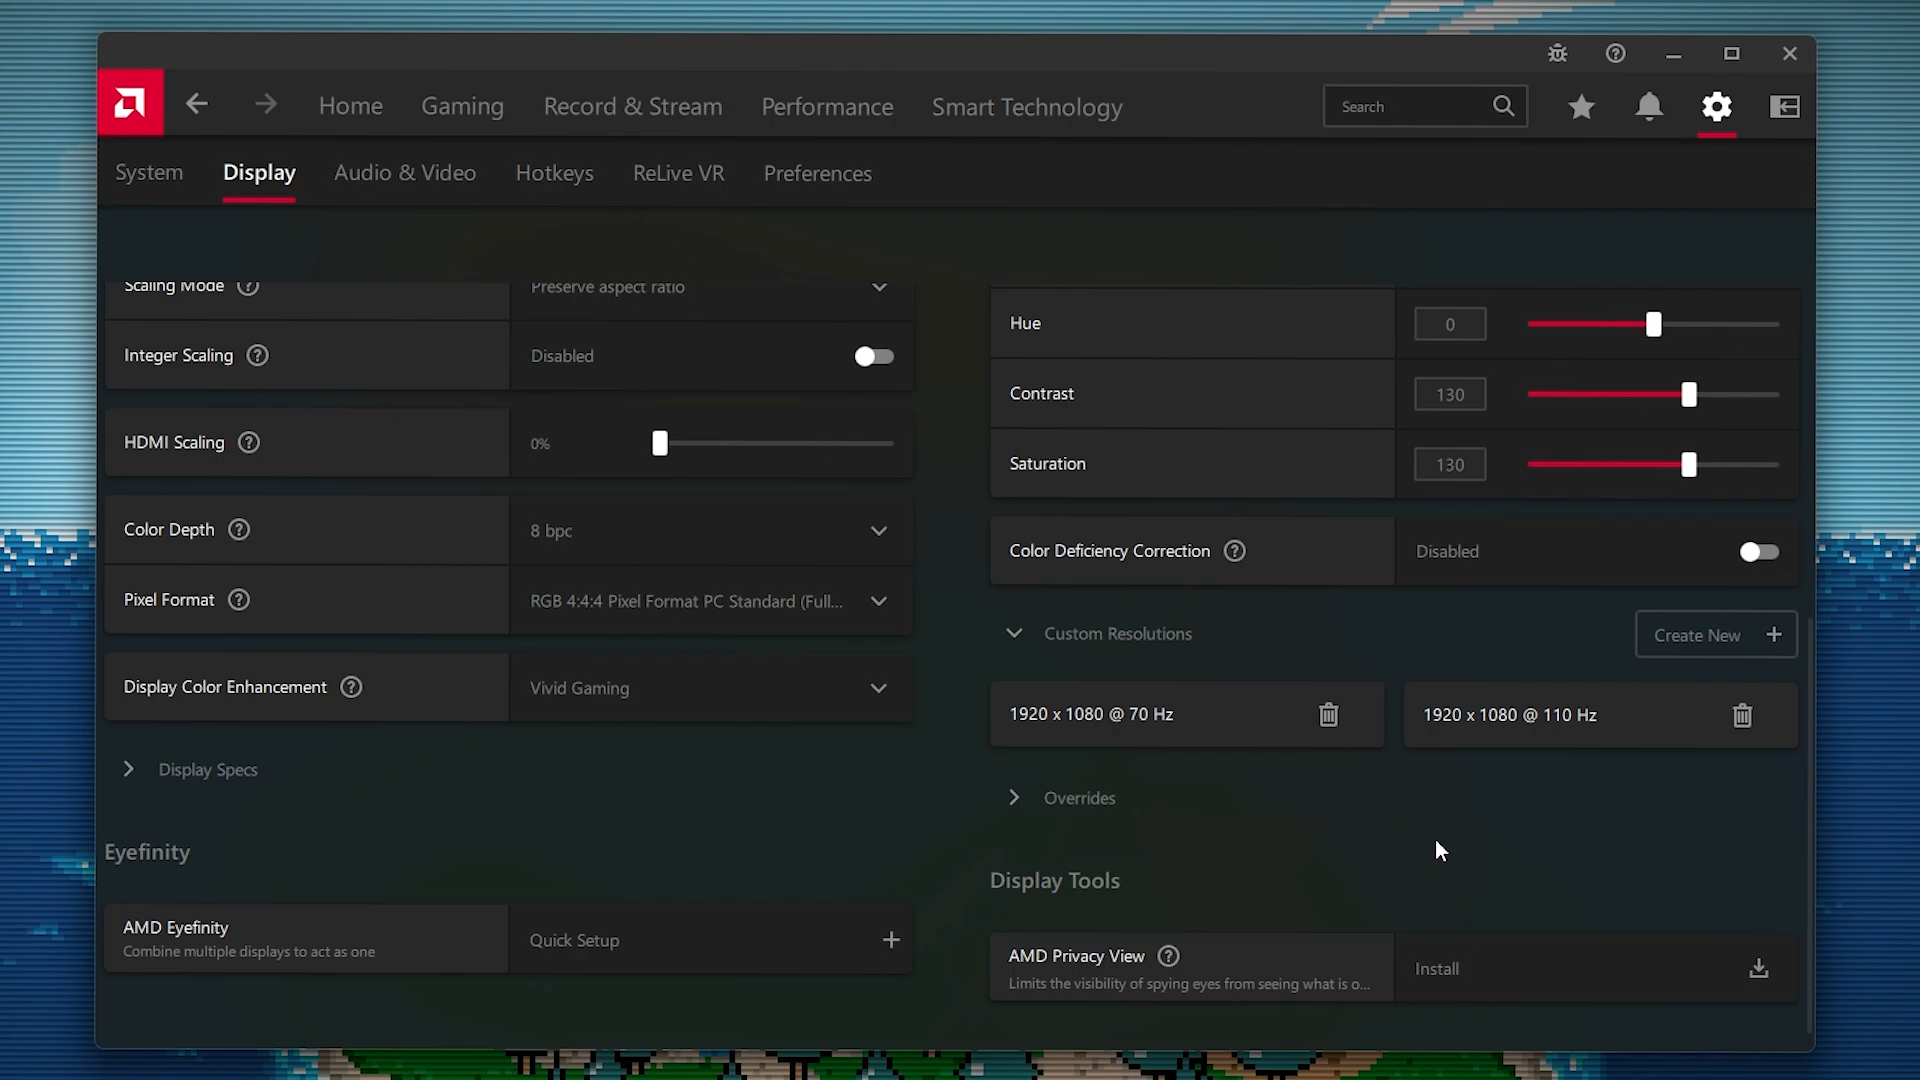 Home Gaming Record & Stream Performance Smart Technology Search
System Display Audio & Video Hotkeys ReLive VR Preferences
Scaling Mode Preserve aspect ratio
Integer Scaling Disabled
HDMI Scaling 0%
Color Depth 8 bpc
Pixel Format RGB 4:4:4 Pixel Format PC Standard (Full...
Display Color Enhancement Vivid Gaming
Display Specs
Eyefinity
AMD Eyefinity
Combine multiple displays to act as one
Quick Setup
Hue 0
Contrast 130
Saturation 130
Color Deficiency Correction Disabled
Custom Resolutions Create New
1920 x 1080 @ 70 Hz 1920 x 1080 @ 110 Hz
Overrides
Display Tools
AMD Privacy View
Limits the visibility of spying eyes from seeing what is o...
Install